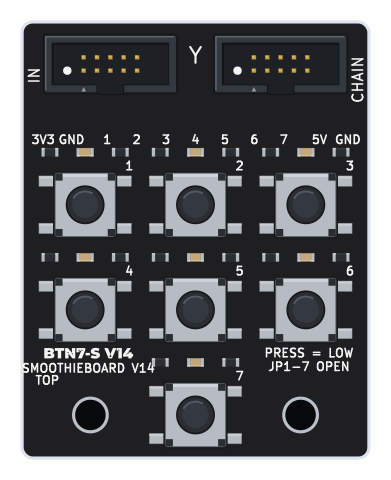 Y
IN
CHAIN
3V3 GND 1 2 3 4 5 6 7 5V GND
1 2 3
4 5 6
BTN7-S V14
SMOOTHIEBOARD V14
TOP
PRESS = LOW
JP1-7 OPEN
7